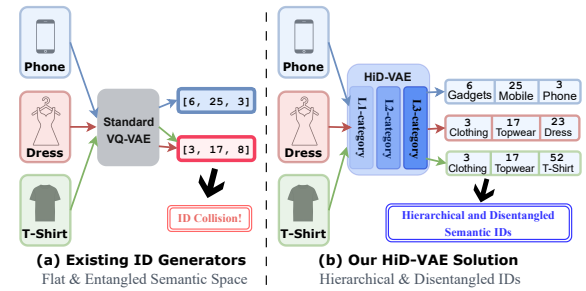 Phone
Dress
T-Shirt
Standard
VQ-VAE
[6, 25, 3]
[3, 17, 8]
ID Collision!
(a) Existing ID Generators
Flat & Entangled Semantic Space
Phone
Dress
T-Shirt
HiD-VAE
L1-category
L2-category
L3-category
6 25 3
Gadgets Mobile Phone
3 17 23
Clothing Topwear Dress
3 17 52
Clothing Topwear T-Shirt
Hierarchical and Disentangled
Semantic IDs
(b) Our HiD-VAE Solution
Hierarchical & Disentangled IDs